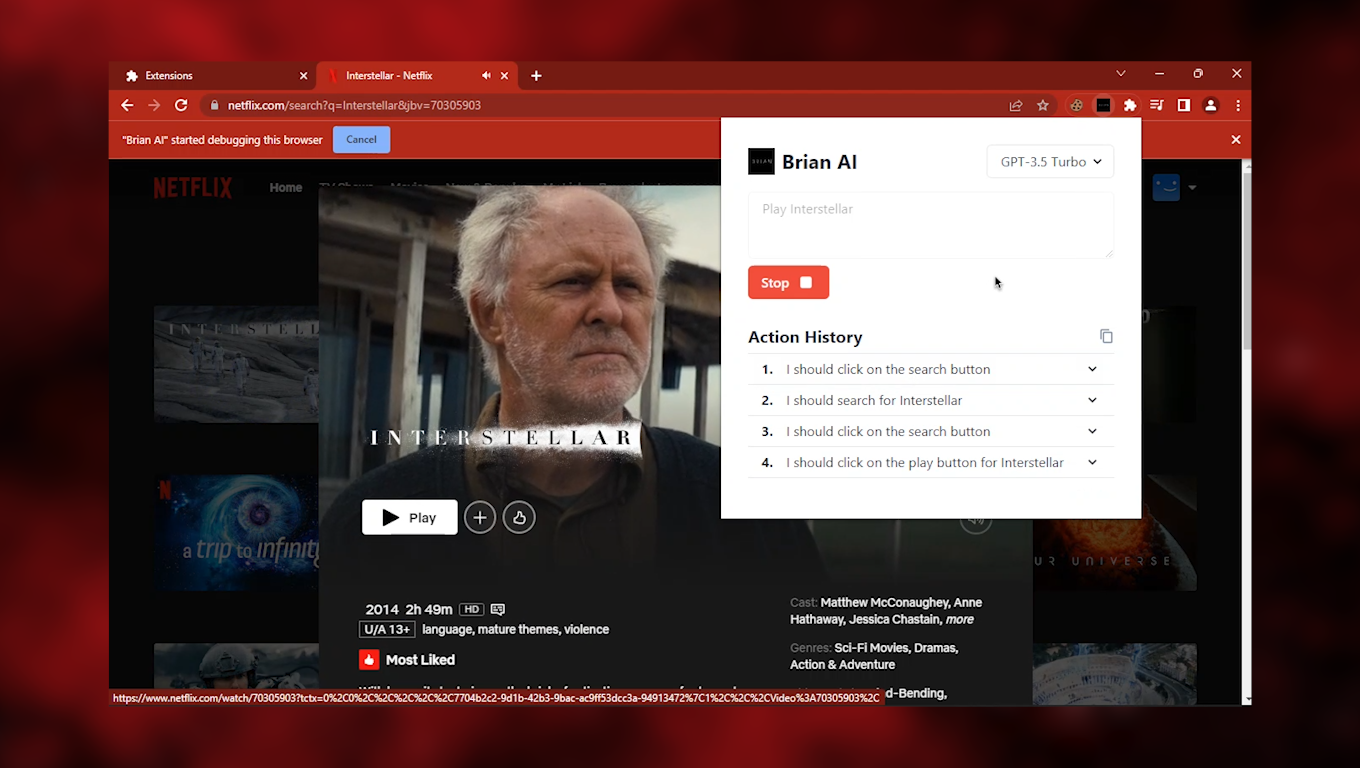 Extensions
Interstellar - Netflix
netflix.com/search?q=Interstellar&jbv=70305903
"Brian AI" started debugging this browser
Cancel
NETFLIX
Home
Brian AI
GPT-3.5 Turbo
Play Interstellar
Stop
Action History
1. I should click on the search button
2. I should search for Interstellar
3. I should click on the search button
4. I should click on the play button for Interstellar
INTERSTELL
INTERSTELLAR
a trip to infinity
UR UNIVERSE
Play
2014 2h 49m HD
U/A 13+ language, mature themes, violence
Most Liked
Cast: Matthew McConaughey, Anne
Hathaway, Jessica Chastain, more
Genres: Sci-Fi Movies, Dramas,
Action & Adventure
d-Bending,
https://www.netflix.com/watch/70305903?tctx=0%2C0%2C%2C%2C%2C7704b2c2-9d1b-42b3-9bac-ac9ff53dcc3a-94913472%7C1%2C%2C%2CVideo%3A70305903%2C